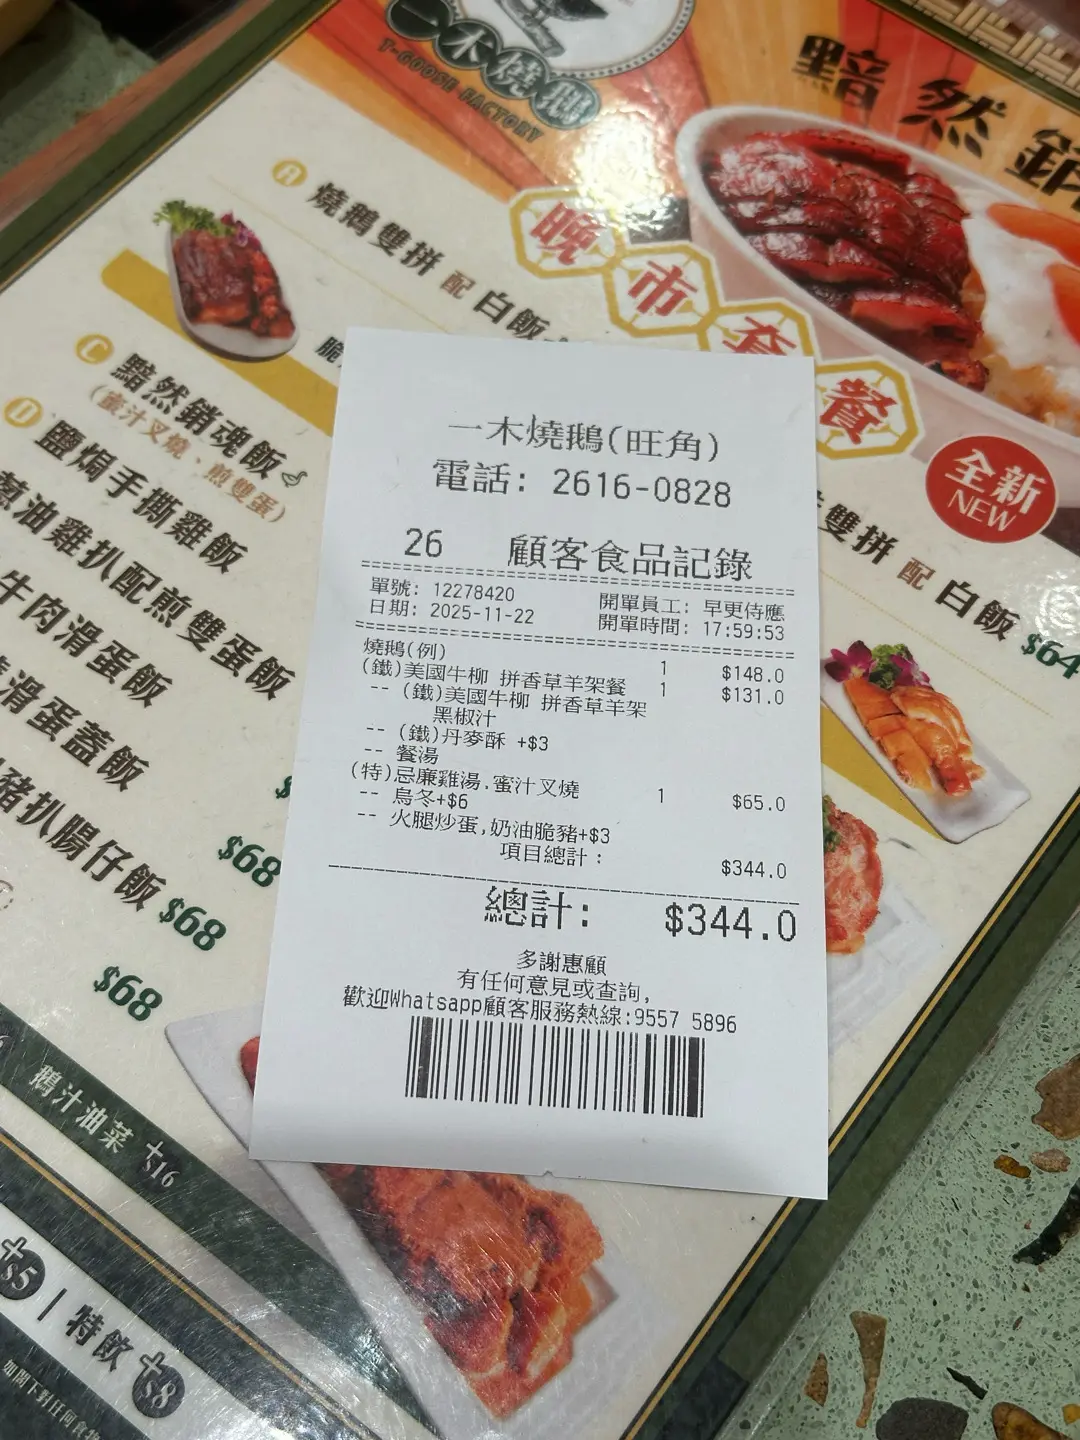 一木燒鵝
T-GOOSE FACTORY
黯然銷
A 燒鵝雙拼 配 白飯
晚市套餐
脆
C 黯然銷魂飯
(蜜汁叉燒、煎雙蛋)
D 鹽焗手撕雞飯
葱油雞扒配煎雙蛋飯
牛肉滑蛋飯
滑蛋蓋飯
豬扒腸仔飯 $68
$68
$68
全新
NEW
雙拼 配 白飯 $64
鵝汁油菜 +$16
+$5 | 特飲 +$8
一木燒鵝(旺角)
電話: 2616-0828
26 顧客食品記錄
單號: 12278420 開單員工: 早更侍應
日期: 2025-11-22 開單時間: 17:59:53
燒鵝(例) 1 $148.0
(鐵)美國牛柳 拼香草羊架餐 1 $131.0
-- (鐵)美國牛柳 拼香草羊架
黑椒汁
-- (鐵)丹麥酥 +$3
-- 餐湯
(特)忌廉雞湯.蜜汁叉燒 1 $65.0
-- 烏冬+$6
-- 火腿炒蛋,奶油脆豬+$3
項目總計: $344.0
總計: $344.0
多謝惠顧
有任何意見或查詢,
歡迎Whatsapp顧客服務熱線:9557 5896